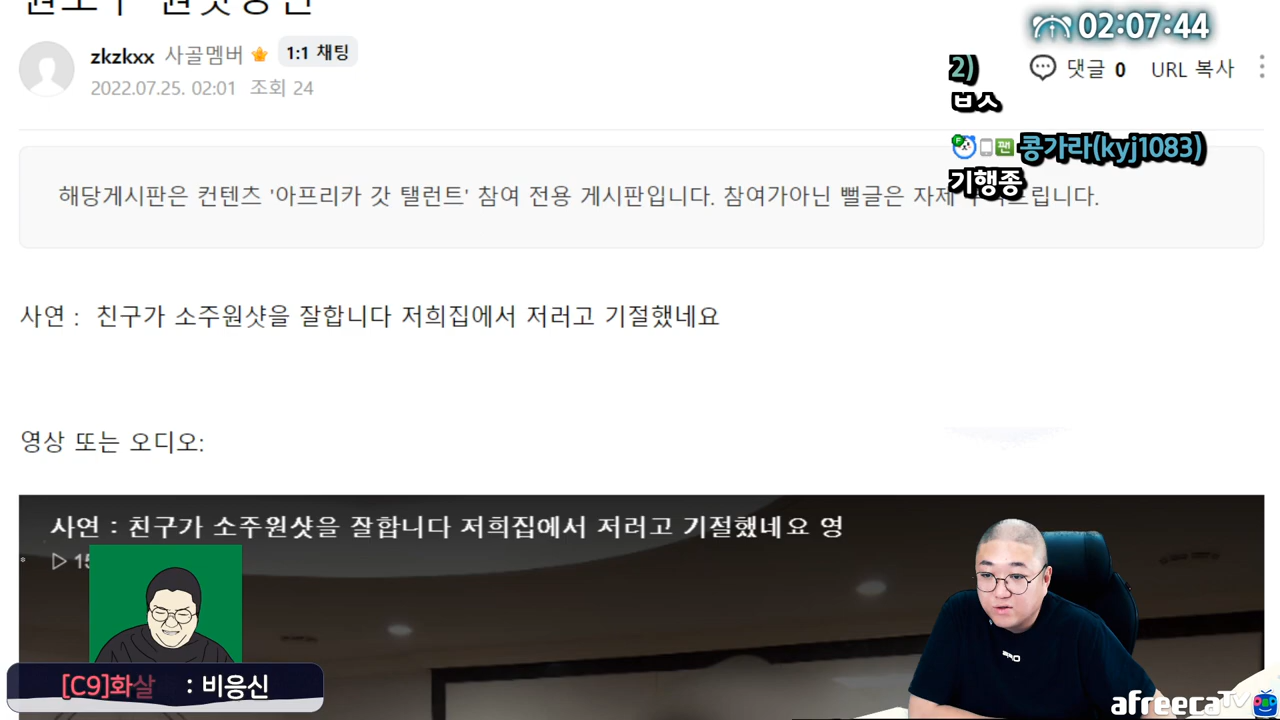 02:07:44
zkzkxx 사골멤버 1:1 채팅
2022.07.25. 02:01 조회 24
댓글 0 URL 복사
2)
ㅂㅅ
콩가라(kyj1083)
기행종
해당게시판은 컨텐츠 '아프리카 갓 탤런트' 참여 전용 게시판입니다. 참여가아닌 뻘글은 자제
사연 : 친구가 소주원샷을 잘합니다 저희집에서 저러고 기절했네요
영상 또는 오디오:
사연 : 친구가 소주원샷을 잘합니다 저희집에서 저러고 기절했네요 영
[C9]화살 : 비응신
afreecaTV